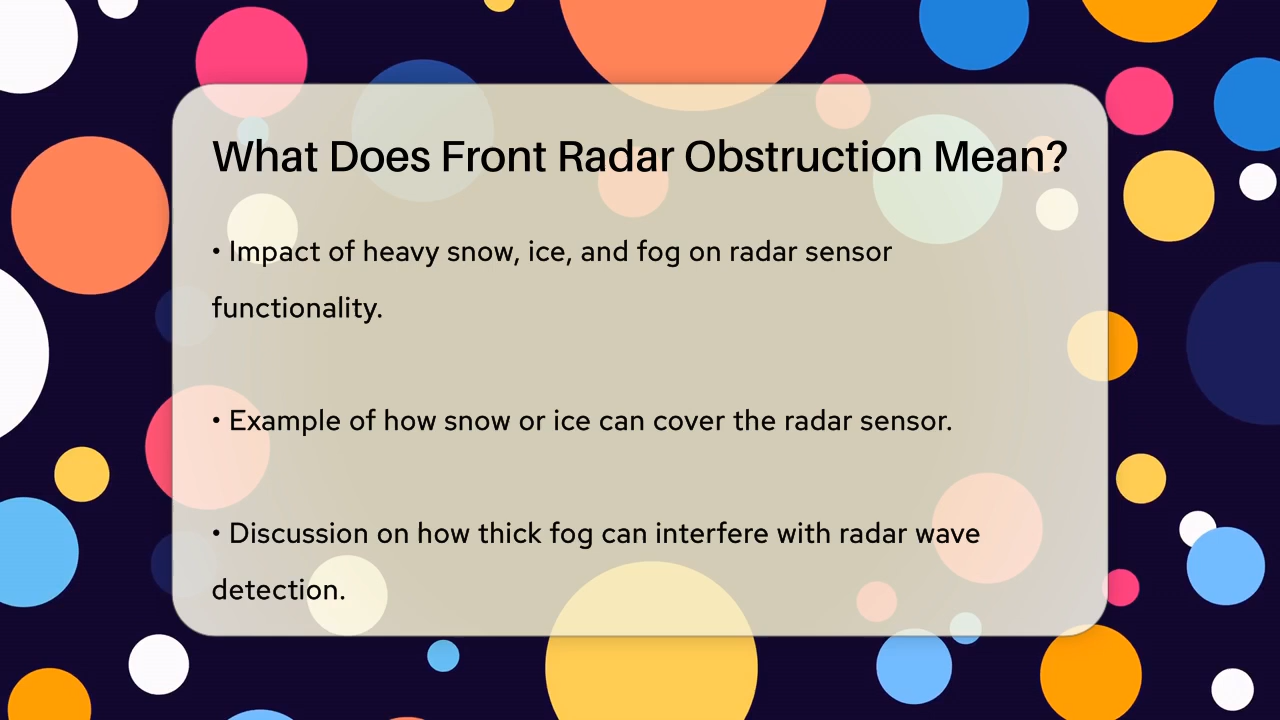 What Does Front Radar Obstruction Mean?
• Impact of heavy snow, ice, and fog on radar sensor
functionality.
• Example of how snow or ice can cover the radar sensor.
• Discussion on how thick fog can interfere with radar wave
detection.